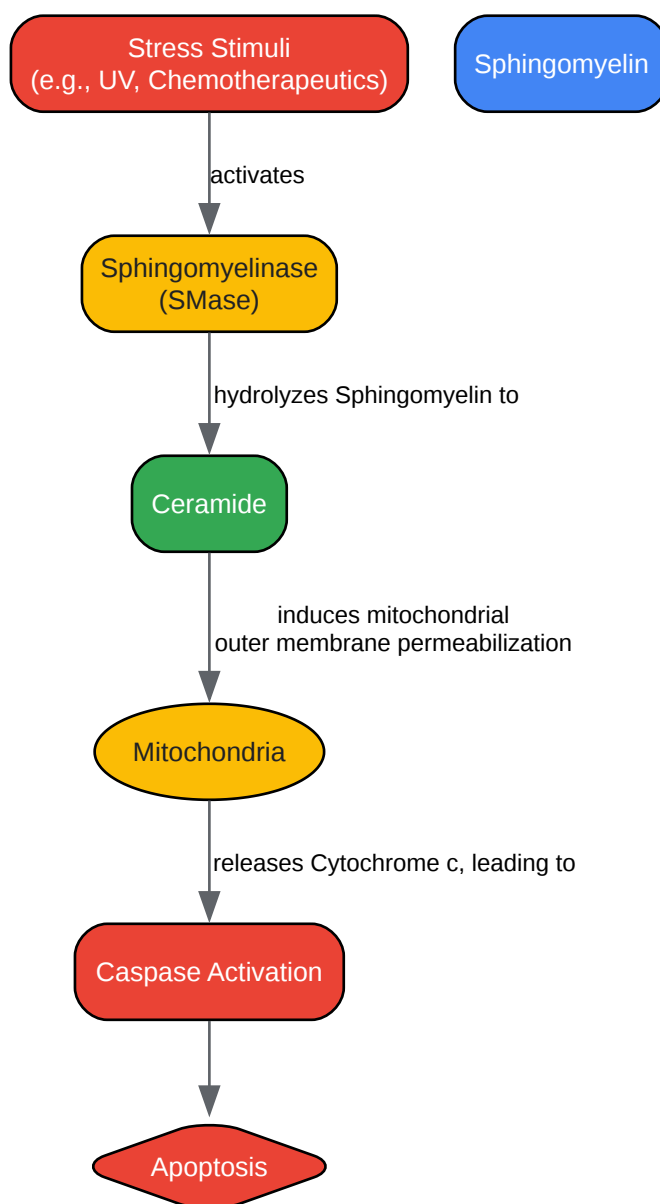 Stress Stimuli
(e.g., UV, Chemotherapeutics)
Sphingomyelin
activates
Sphingomyelinase
(SMase)
hydrolyzes Sphingomyelin to
Ceramide
induces mitochondrial
outer membrane permeabilization
Mitochondria
releases Cytochrome c, leading to
Caspase Activation
Apoptosis